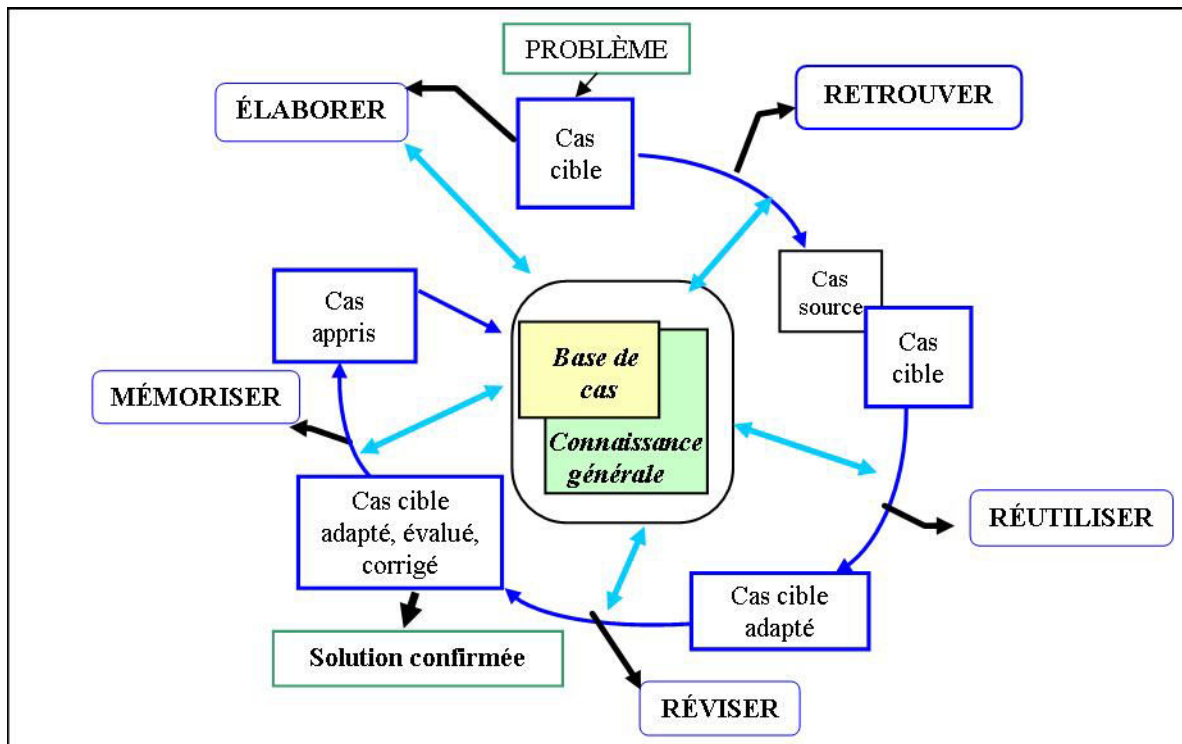 PROBLÈME
ÉLABORER
RETROUVER
Cas
cible
Cas
source
Cas
cible
Cas
appris
Base de
cas
Connaissance
générale
MÉMORISER
Cas cible
adapté, évalué,
corrigé
RÉUTILISER
Cas cible
adapté
Solution confirmée
RÉVISER